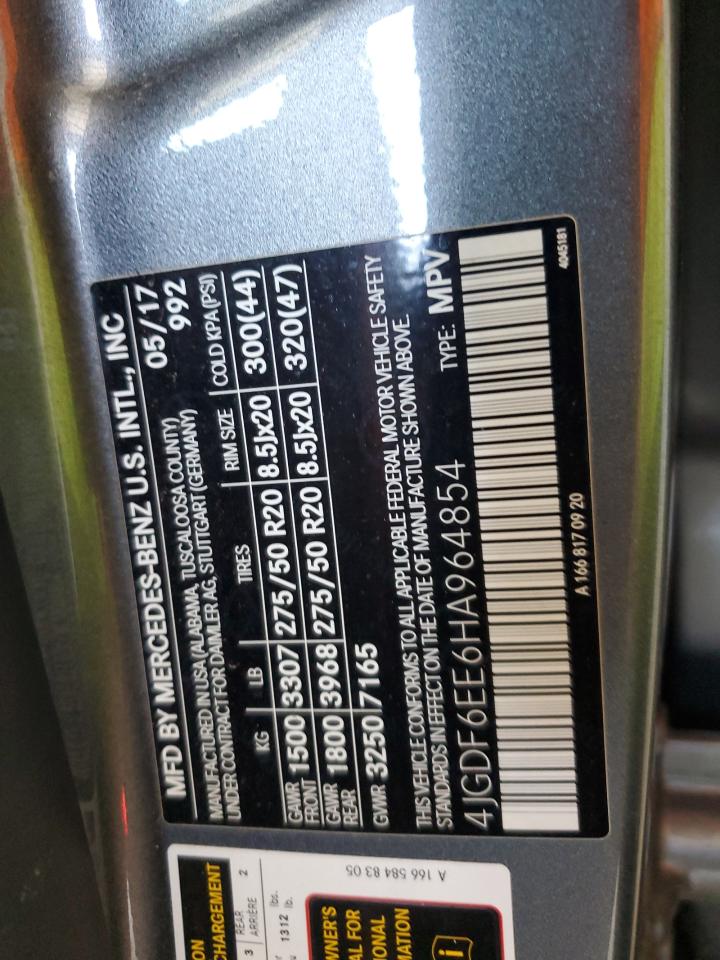 MFD BY MERCEDES-BENZ U.S. INTL., INC
MANUFACTURED IN USA (ALABAMA, TUSCALOOSA COUNTY) 05/17
UNDER CONTRACT FOR DAIMLER AG, STUTTGART (GERMANY) 992
KG LB TIRES RIM SIZE COLD KPA (PSI)
GAWR FRONT 1500 3307 275/50 R20 8.5Jx20 300(44)
GAWR REAR 1800 3968 275/50 R20 8.5Jx20 320(47)
GVWR 3250 7165
THIS VEHICLE CONFORMS TO ALL APPLICABLE FEDERAL MOTOR VEHICLE SAFETY
STANDARDS IN EFFECT ON THE DATE OF MANUFACTURE SHOWN ABOVE.
4JGDF6EE6HA964854 TYPE: MPV
A 166 817 09 20 4045181
CHARGEMENT
3 REAR
ARRIÈRE 2
1312 lbs.
lb.
A 166 584 83 05